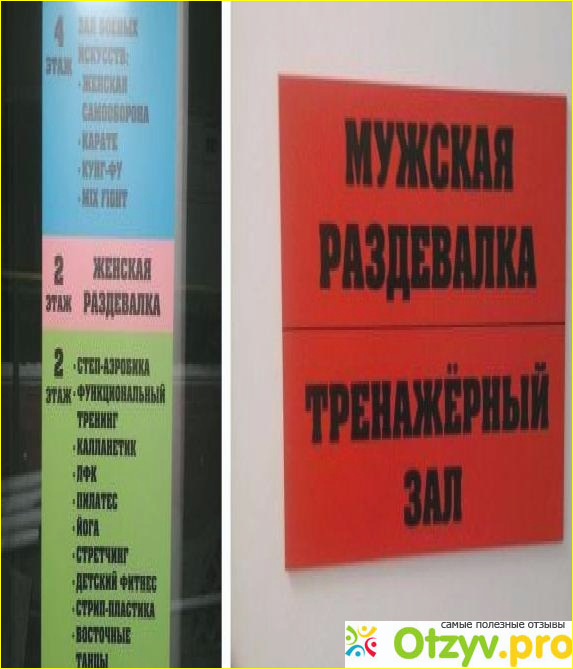 4
ЭТАЖ
ЗАЛ БОЕВЫХ
ИСКУССТВ:
· ЖЕНСКАЯ
САМООБОРОНА
· КАРАТЕ
· КУНГ-ФУ
· MIX FIGHT
2
ЭТАЖ
ЖЕНСКАЯ
РАЗДЕВАЛКА
2
ЭТАЖ
· СТЕП-АЭРОБИКА
· ФУНКЦИОНАЛЬНЫЙ
ТРЕНИНГ
· КАЛЛАНЕТИК
· ЛФК
· ПИЛАТЕС
· ЙОГА
· СТРЕТЧИНГ
· ДЕТСКИЙ ФИТНЕС
· СТРИП-ПЛАСТИКА
· ВОСТОЧНЫЕ
ТАНЦЫ
МУЖСКАЯ
РАЗДЕВАЛКА
ТРЕНАЖЁРНЫЙ
ЗАЛ
самые полезные отзывы
Otzyv.pro